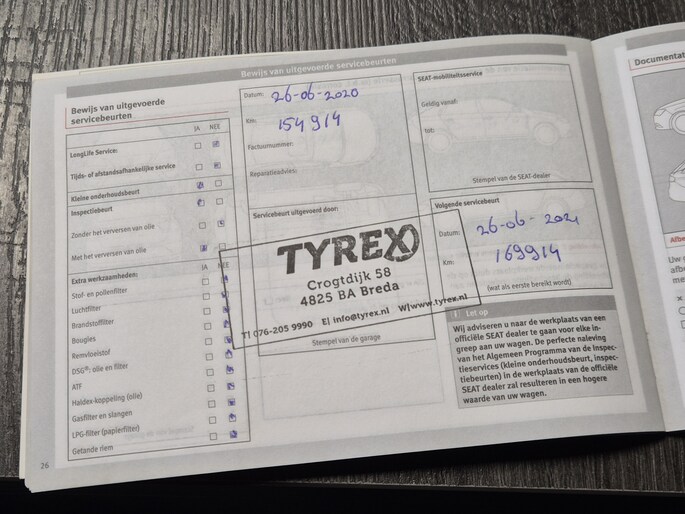 Bewijs van uitgevoerde servicebeurten
Bewijs van uitgevoerde
servicebeurten
JA NEE
LongLife Service:
Tijds- of afstandsafhankelijke service
Kleine onderhoudsbeurt
Inspectiebeurt
Zonder het verversen van olie
Met het verversen van olie
Extra werkzaamheden: JA NEE
Stof- en pollenfilter
Luchtfilter
Brandstoffilter
Bougies
Remvloeistof
DSG®: olie en filter
ATF
Haldex-koppeling (olie)
Gasfilter en slangen
LPG-filter (papierfilter)
Getande riem
26
Datum: 26-06-2020
Km: 154 914
Factuurnummer:
Reparatieadvies:
Servicebeurt uitgevoerd door:
TYREX
Crogtdijk 58
4825 BA Breda
T| 076-205 9990 E| info@tyrex.nl W|www.tyrex.nl
Stempel van de garage
SEAT-mobiliteitsservice
Geldig vanaf:
tot:
Stempel van de SEAT-dealer
Volgende servicebeurt
Datum: 26-06-2021
Km: 169914
(wat als eerste bereikt wordt)
Let op
Wij adviseren u naar de werkplaats van een
officiële SEAT dealer te gaan voor elke in-
greep aan uw wagen. De perfecte naleving
van het Algemeen Programma van de Inspec-
tieservices (kleine onderhoudsbeurt, inspec-
tiebeurten) in de werkplaats van de officiële
SEAT dealer zal resulteren in een hogere
waarde van uw wagen.
Documentat